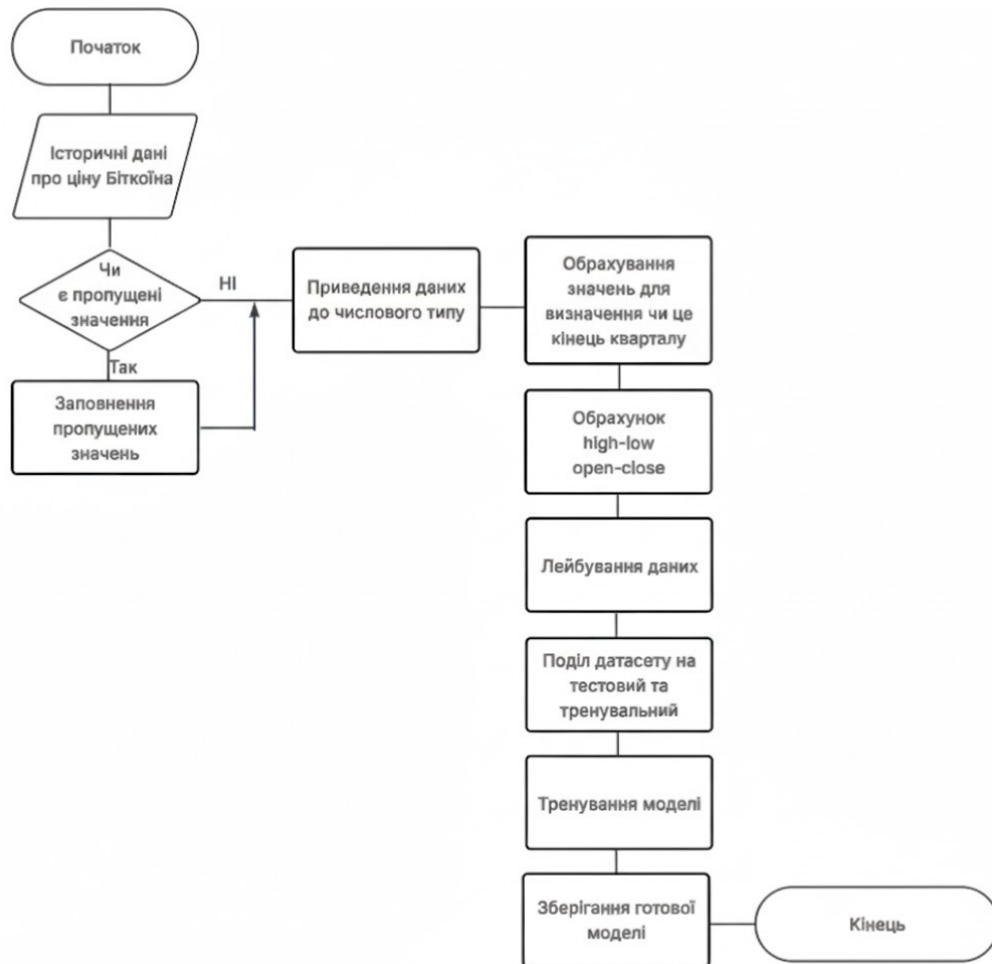 Початок
Історичні дані
про ціну Біткоїна
Чи
є пропущені
значення
НІ
Так
Заповнення
пропущених
значень
Приведення даних
до числового типу
Обрахування
значень для
визначення чи це
кінець кварталу
Обрахунок
high-low
open-close
Лейбування даних
Поділ датасету на
тестовий та
тренувальний
Тренування моделі
Зберігання готової
моделі
Кінець